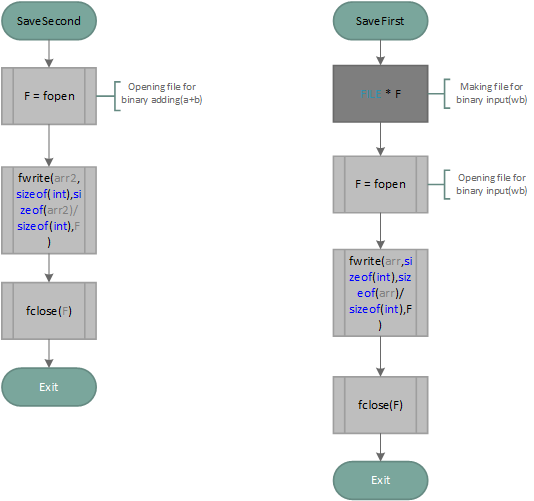 SaveSecond
F = fopen
Opening file for
binary adding(a+b)
fwrite(arr2,
sizeof(int),si
zeof(arr2)/
sizeof(int),F
)
fclose(F)
Exit
SaveFirst
FILE * F
Making file for
binary input(wb)
F = fopen
Opening file for
binary input(wb)
fwrite(arr,si
zeof(int),siz
eof(arr)/
sizeof(int),F
)
fclose(F)
Exit